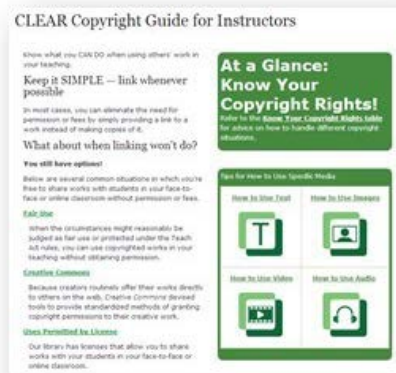 CLEAR Copyright Guide for Instructors
Know what you CAN DO when using others' work in
your teaching.
Keep it SIMPLE — link whenever
possible
In most cases, you can eliminate the need for
permission or fees by simply providing a link to a
work instead of making copies of it.
What about when linking won't do?
You still have options!
Below are several common situations in which you're
free to share works with students in your face-to-
face or online classroom without permission or fees.
Fair Use
When the circumstances might reasonably be
judged as fair use or protected under the Teach
Act rules, you can use copyrighted works in your
teaching without obtaining permission.
Creative Commons
Because creators routinely offer their works directly
to others on the web, Creative Commons devised
tools to provide standardized methods of granting
copyright permissions to their creative work.
Uses Permitted by License
Our library has licenses that allow you to share
works with your students in your face-to-face or
online classroom.
At a Glance:
Know Your
Copyright Rights!
Refer to the Know Your Copyright Rights table
for advice on how to handle different copyright
situations.
Tips for How to Use Specific Media
How to Use Text
How to Use Images
T
How to Use Video
How to Use Audio